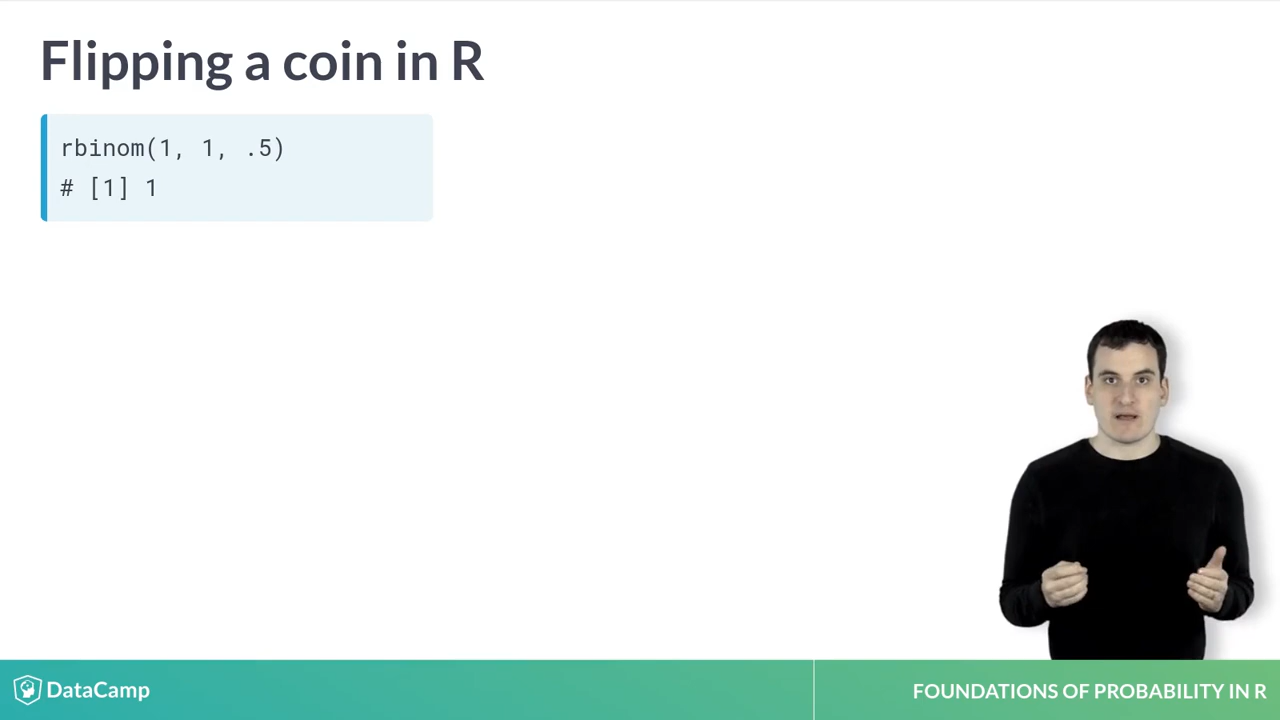 Flipping a coin in R
rbinom(1, 1, .5)
# [1] 1
DataCamp
FOUNDATIONS OF PROBABILITY IN R